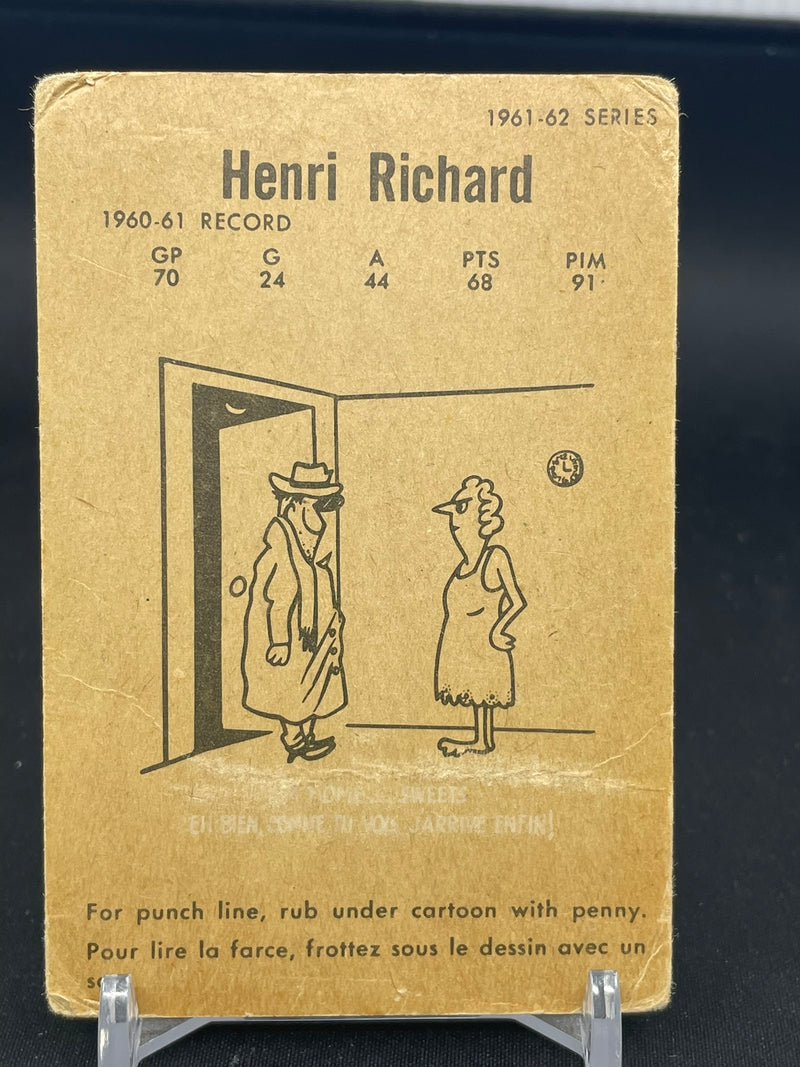 1961-62 SERIES
Henri Richard
1960-61 RECORD
GP G A PTS PIM
70 24 44 68 91
HOME SWEETS
EH BIEN, COMME TU VOIS, J'ARRIVE ENFIN!
For punch line, rub under cartoon with penny.
Pour lire la farce, frottez sous le dessin avec un